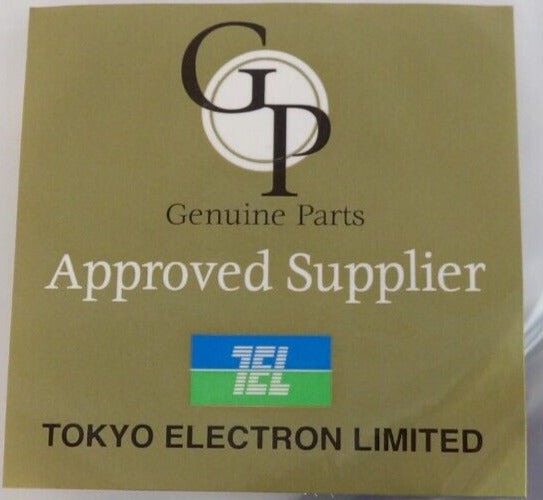 GP
Genuine Parts
Approved Supplier
TEL
TOKYO ELECTRON LIMITED